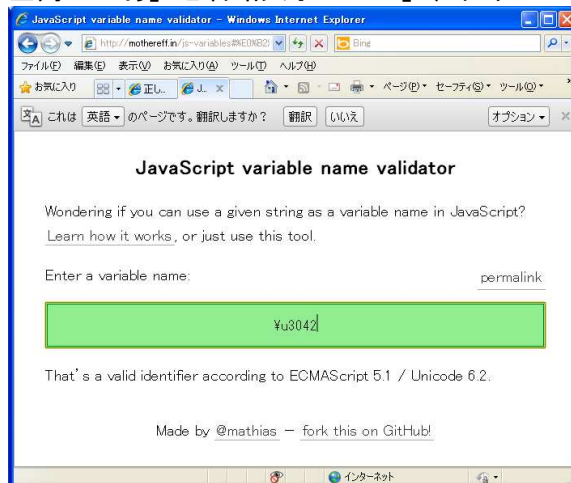 JavaScript variable name validator - Windows Internet Explorer
http://mothereff.in/js-variables#%E0%B82
Bing
ファイル(F) 編集(E) 表示(V) お気に入り(A) ツール(T) ヘルプ(H)
お気に入り 正し.. J.. ページ(P) セーフティ(S) ツール(O)
これは 英語 のページです。翻訳しますか? 翻訳 いいえ オプション
JavaScript variable name validator
Wondering if you can use a given string as a variable name in JavaScript?
Learn how it works, or just use this tool.
Enter a variable name: permalink
¥u3042
That's a valid identifier according to ECMAScript 5.1 / Unicode 6.2.
Made by @mathias — fork this on GitHub!
インターネット